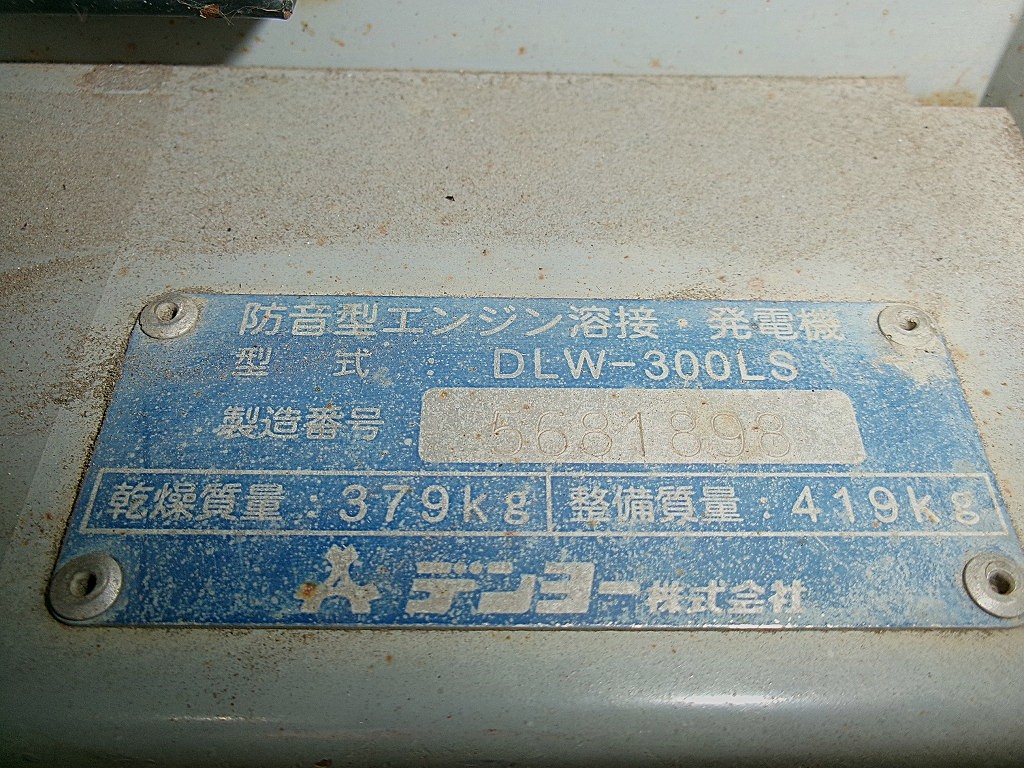 防音型エンジン溶接・発電機
型 式 : DLW-300LS
製造番号 5681898
乾燥質量:379kg 整備質量:419kg
デンヨー株式会社